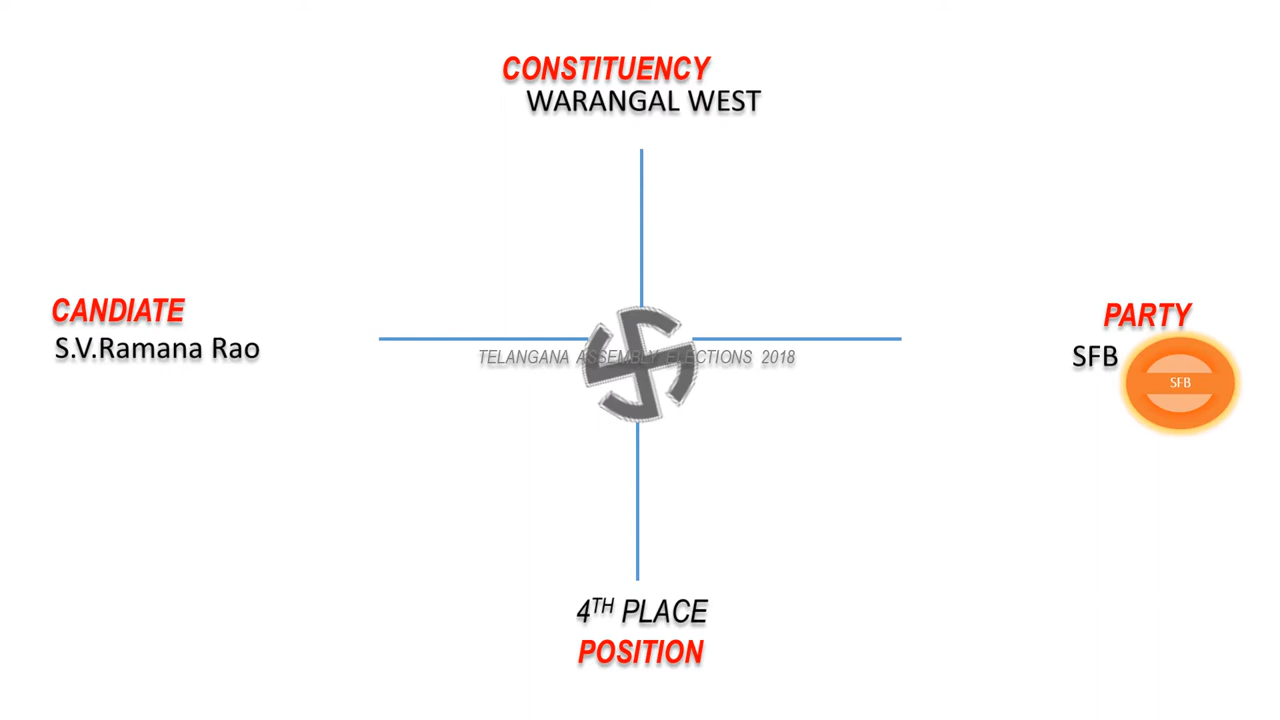 CONSTITUENCY
WARANGAL WEST
CANDIATE
S.V.Ramana Rao
TELANGANA ASSEMBLY ELECTIONS 2018
PARTY
SFB
SFB
4TH PLACE
POSITION